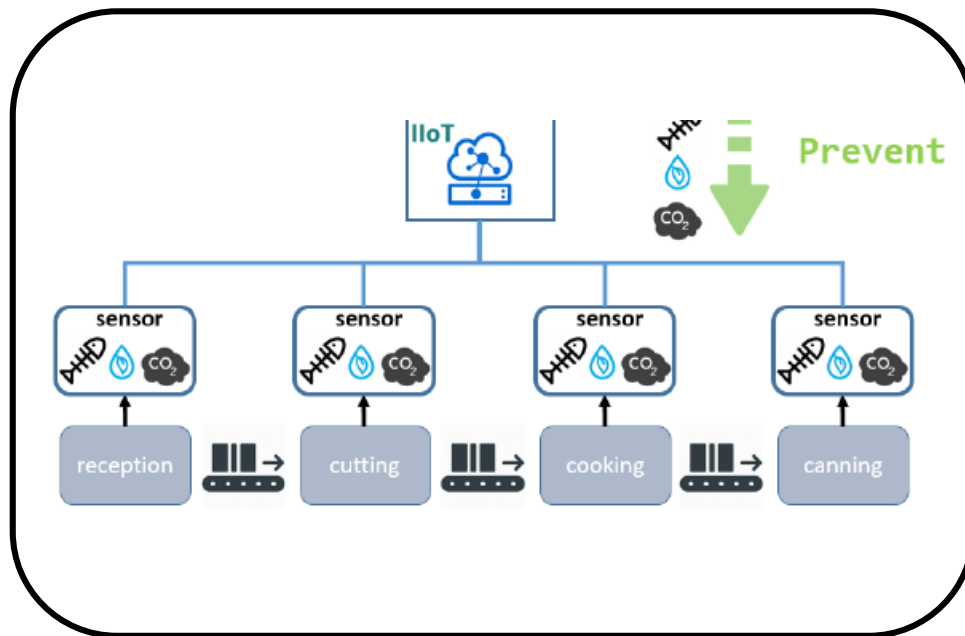 IIoT
Prevent
CO2
sensor sensor sensor sensor
CO2 CO2 CO2 CO2
reception cutting cooking canning